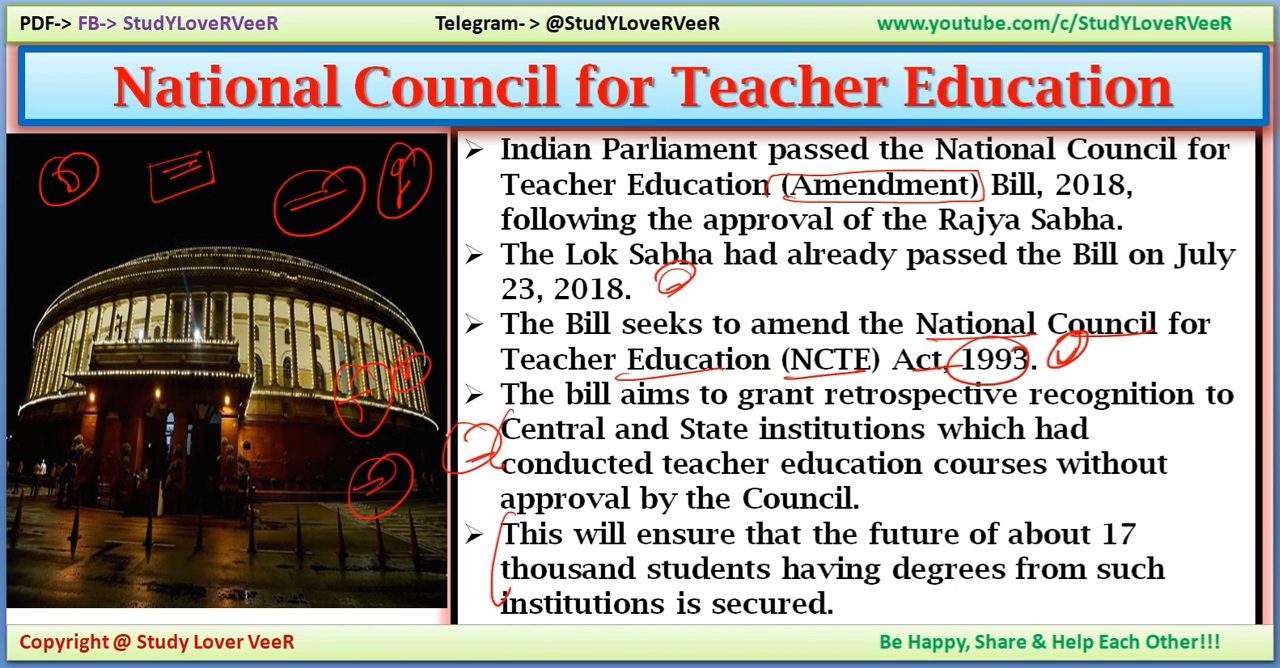 PDF-> FB-> StudYLoveRVeeR Telegram- > @StudYLoveRVeeR www.youtube.com/c/StudYLoveRVeeR
National Council for Teacher Education
➢ Indian Parliament passed the National Council for
Teacher Education (Amendment) Bill, 2018,
following the approval of the Rajya Sabha.
➢ The Lok Sabha had already passed the Bill on July
23, 2018.
➢ The Bill seeks to amend the National Council for
Teacher Education (NCTE) Act, 1993.
➢ The bill aims to grant retrospective recognition to
Central and State institutions which had
conducted teacher education courses without
approval by the Council.
➢ This will ensure that the future of about 17
thousand students having degrees from such
institutions is secured.
Copyright @ Study Lover VeeR Be Happy, Share & Help Each Other!!!